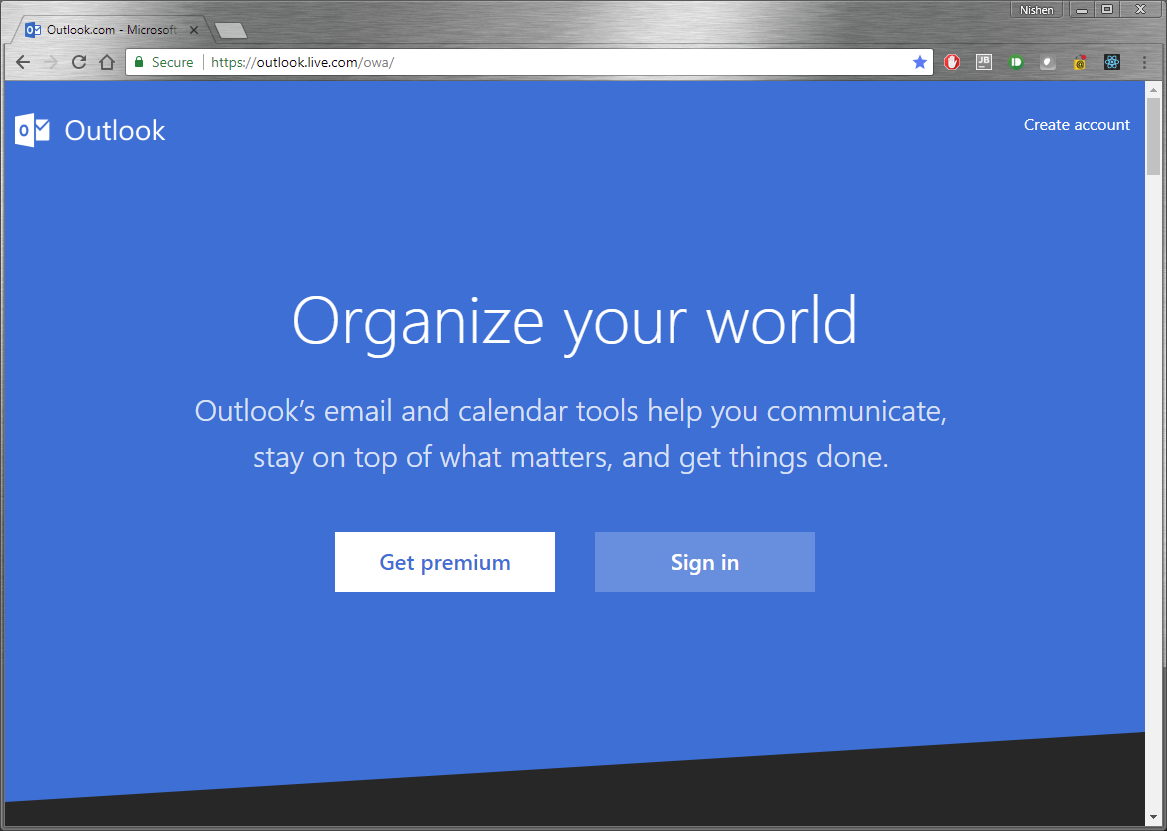 Nishen
Outlook.com - Microsoft
Secure
https://outlook.live.com/owa/
JB
Outlook
Create account
Organize your world
Outlook’s email and calendar tools help you communicate,
stay on top of what matters, and get things done.
Get premium
Sign in